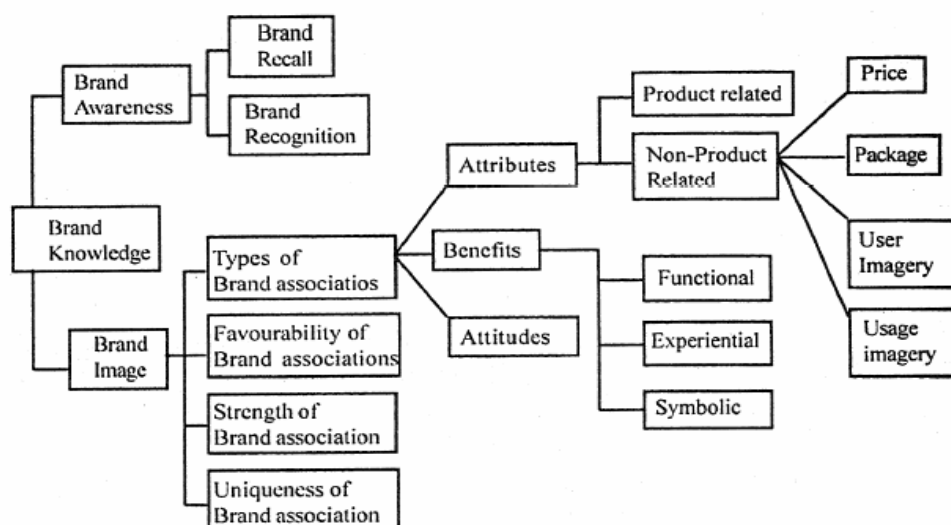 Brand
Recall
Brand
Awareness
Brand
Recognition
Brand
Knowledge
Brand
Image
Types of
Brand associatios
Favourability of
Brand associations
Strength of
Brand association
Uniqueness of
Brand association
Attributes
Benefits
Attitudes
Product related
Non-Product
Related
Functional
Experiential
Symbolic
Price
Package
User
Imagery
Usage
imagery